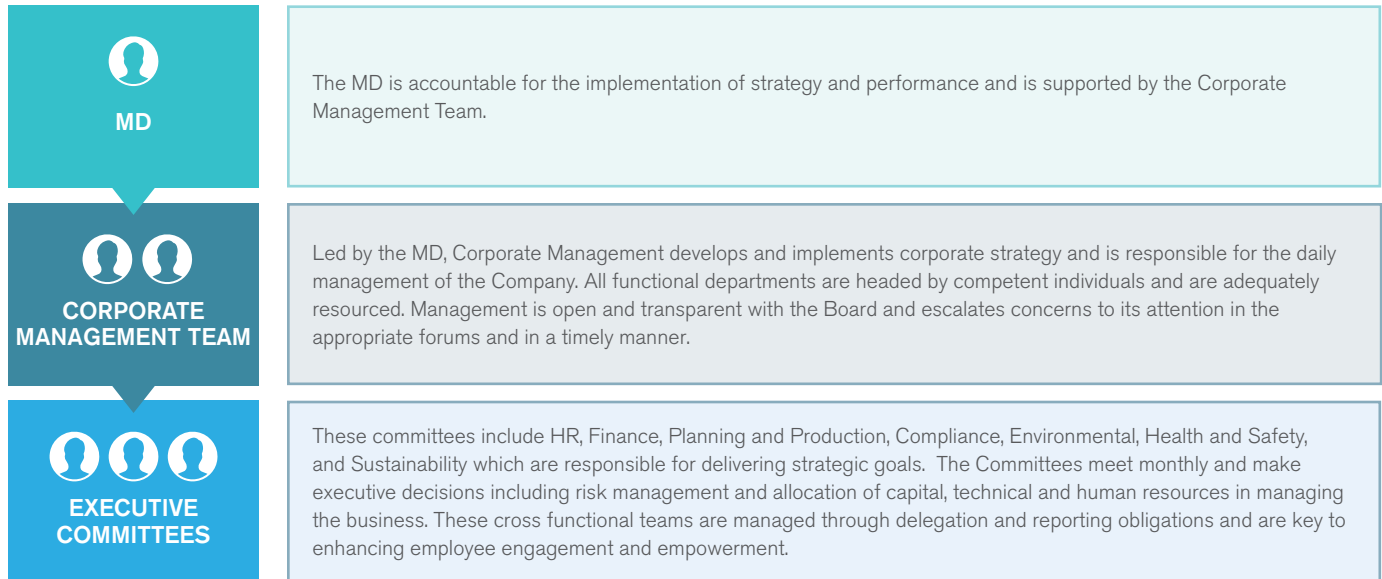 MD
The MD is accountable for the implementation of strategy and performance and is supported by the Corporate
Management Team.
CORPORATE
MANAGEMENT TEAM
Led by the MD, Corporate Management develops and implements corporate strategy and is responsible for the daily
management of the Company. All functional departments are headed by competent individuals and are adequately
resourced. Management is open and transparent with the Board and escalates concerns to its attention in the
appropriate forums and in a timely manner.
EXECUTIVE
COMMITTEES
These committees include HR, Finance, Planning and Production, Compliance, Environmental, Health and Safety,
and Sustainability which are responsible for delivering strategic goals.  The Committees meet monthly and make
executive decisions including risk management and allocation of capital, technical and human resources in managing
the business. These cross functional teams are managed through delegation and reporting obligations and are key to
enhancing employee engagement and empowerment.